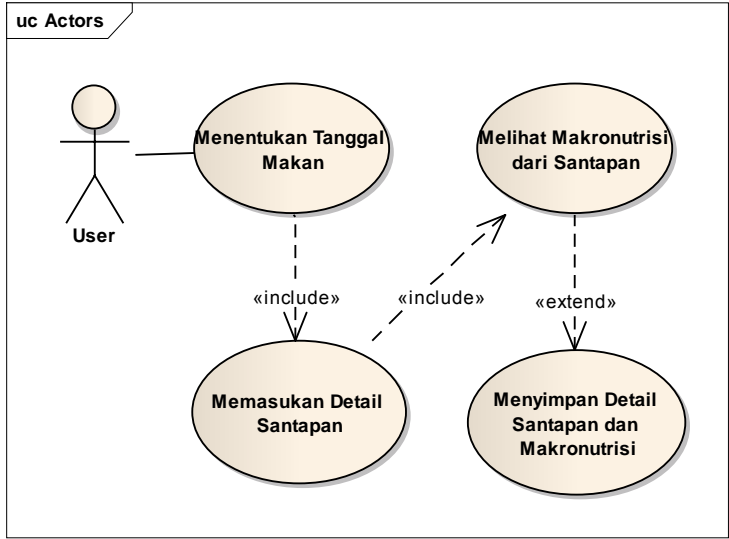 uc Actors
Menentukan Tanggal
Makan
Melihat Makronutrisi
dari Santapan
User
«include»
«include»
«extend»
Memasukan Detail
Santapan
Menyimpan Detail
Santapan dan
Makronutrisi